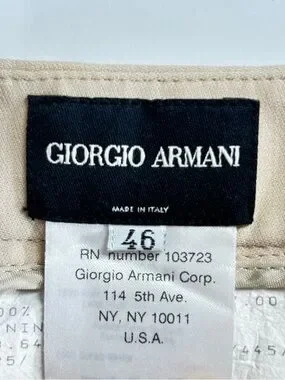 GIORGIO ARMANI
MADE IN ITALY
46
RN number 103723
Giorgio Armani Corp.
114 5th Ave.
NY, NY 10011
U.S.A.